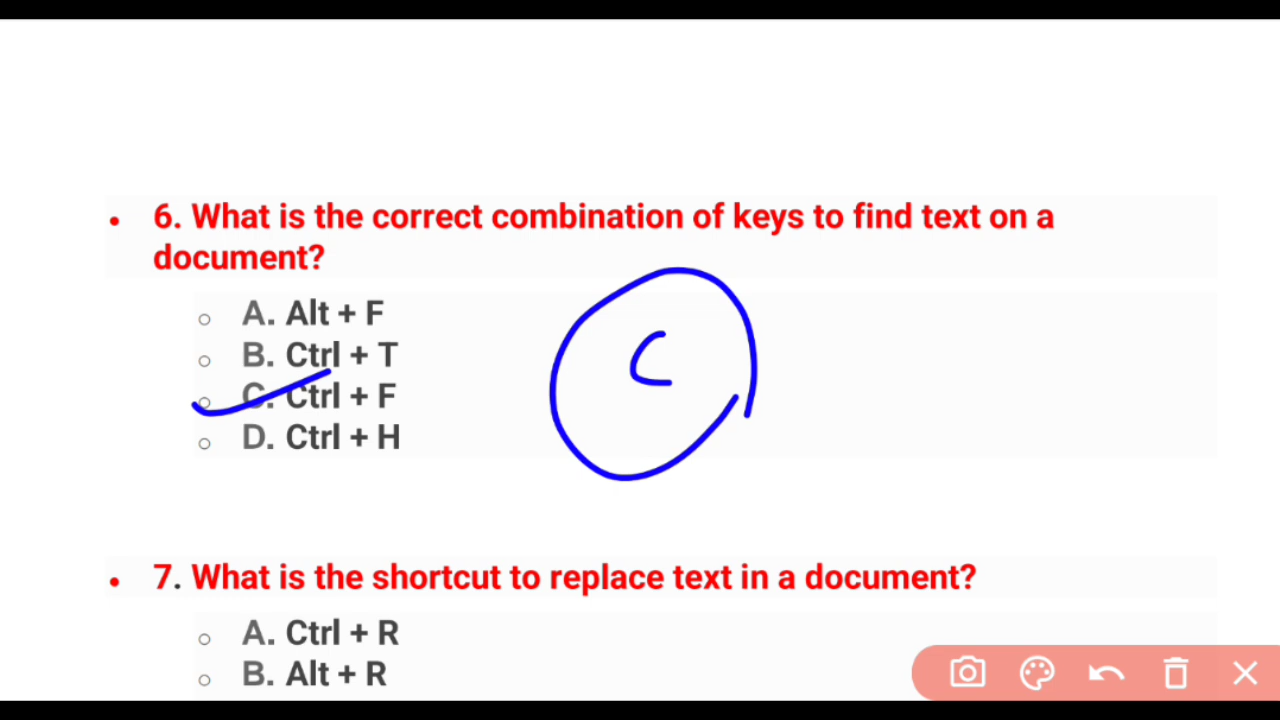 6. What is the correct combination of keys to find text on a
document?
A. Alt + F
B. Ctrl + T
C. Ctrl + F
D. Ctrl + H
C
7. What is the shortcut to replace text in a document?
A. Ctrl + R
B. Alt + R